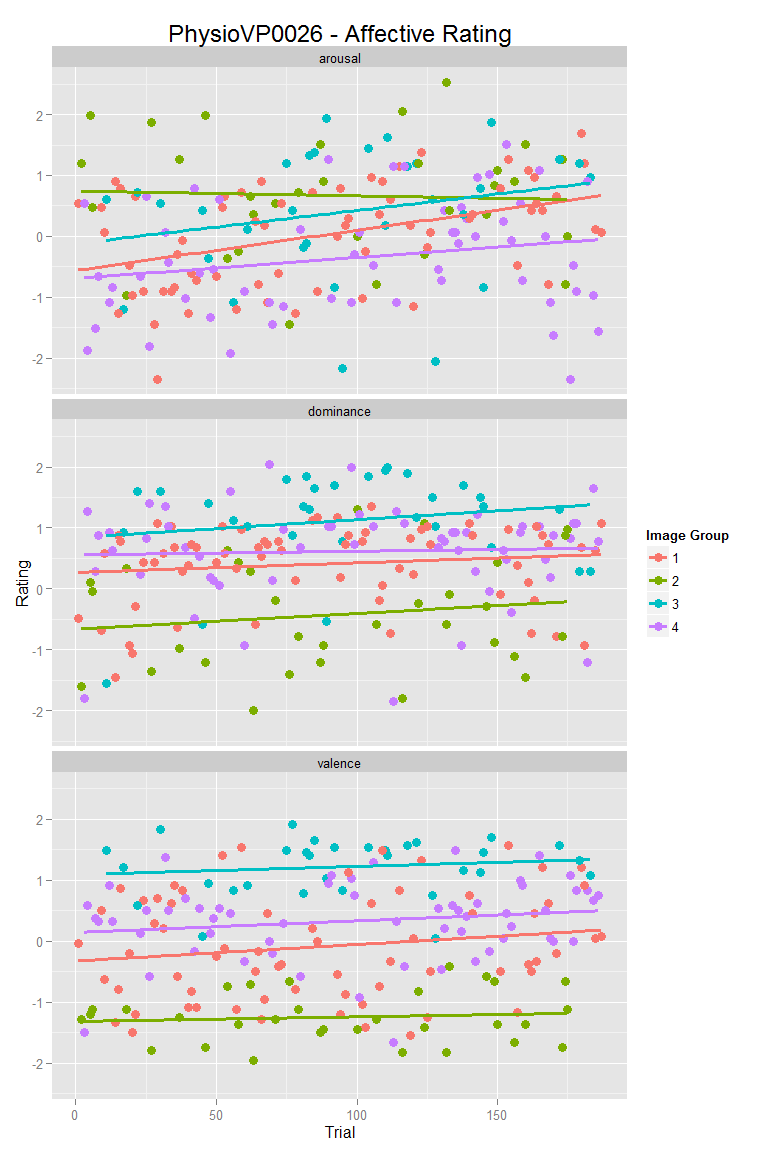 PhysioVP0026 - Affective Rating
arousal
2
1
0
-1
-2
dominance
2
1
0
-1
-2
Rating
Image Group
1
2
3
4
valence
2
1
0
-1
-2
0 50 100 150
Trial